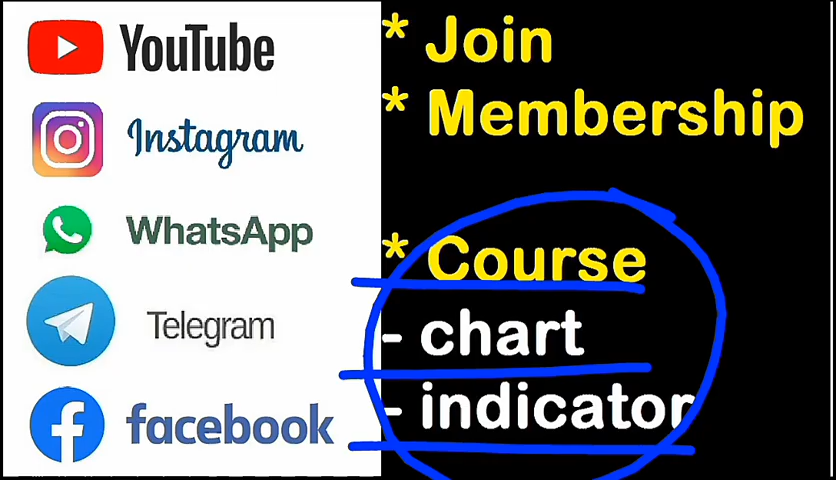 YouTube
Instagram
WhatsApp
Telegram
facebook
* Join
* Membership
* Course
- chart
- indicator